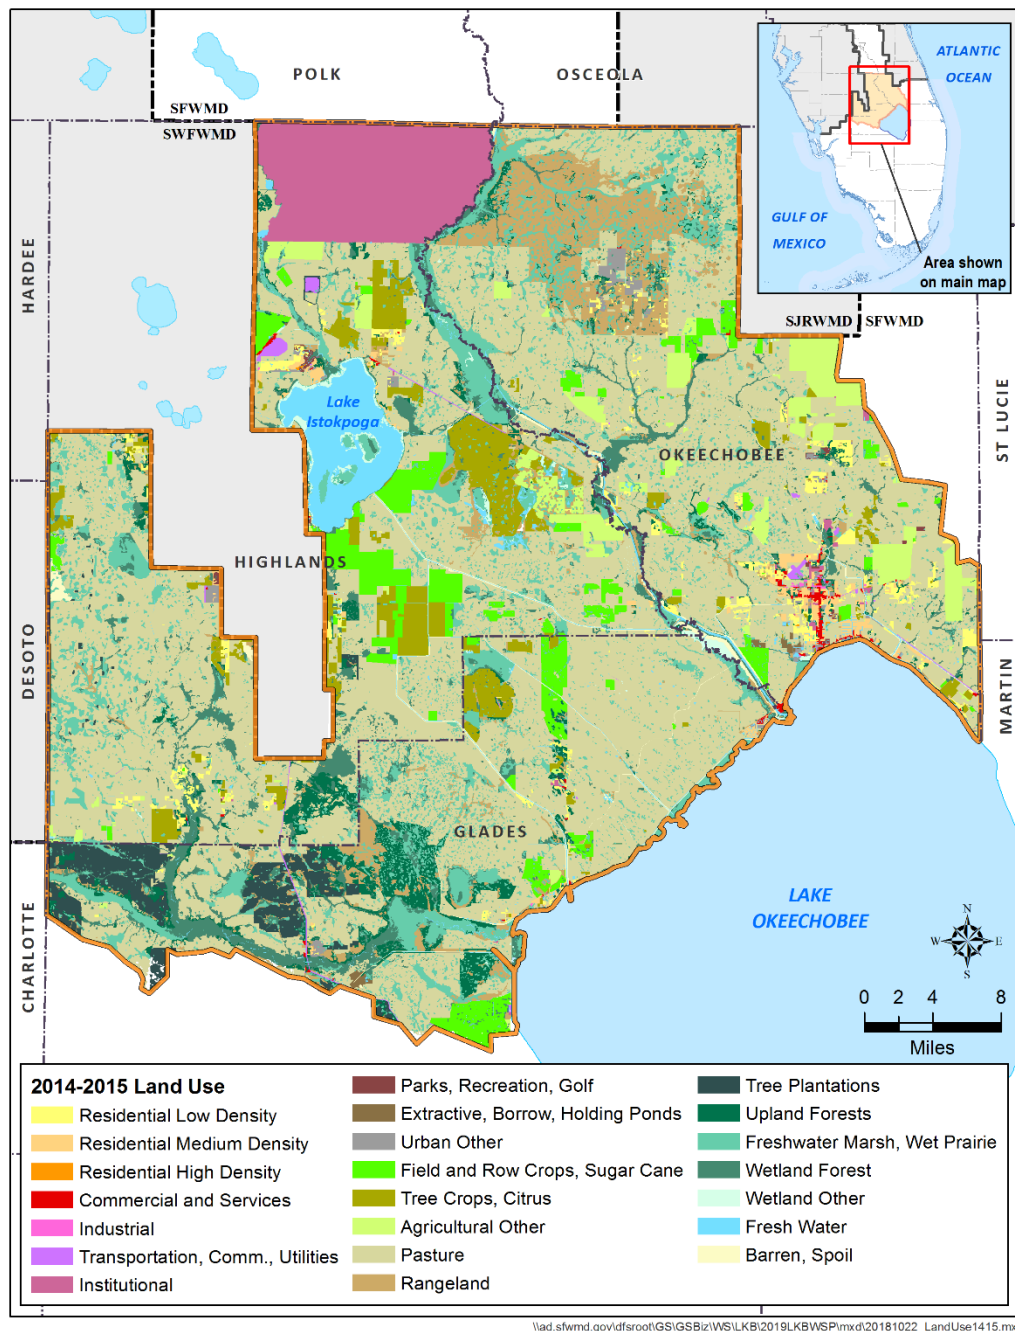 POLK
OSCEOLA
ATLANTIC
OCEAN
SFWMD
SWFWMD
GULF OF
MEXICO
Area shown
on main map
HARDEE
SJRWMD
SFWMD
ST LUCIE
Lake
Istokpoga
OKEECHOBEE
HIGHLANDS
DESOTO
MARTIN
GLADES
LAKE
OKEECHOBEE
CHARLOTTE
N
W
E
S
0 2 4 8
Miles
2014-2015 Land Use
Residential Low Density
Residential Medium Density
Residential High Density
Commercial and Services
Industrial
Transportation, Comm., Utilities
Institutional
Parks, Recreation, Golf
Extractive, Borrow, Holding Ponds
Urban Other
Field and Row Crops, Sugar Cane
Tree Crops, Citrus
Agricultural Other
Pasture
Rangeland
Tree Plantations
Upland Forests
Freshwater Marsh, Wet Prairie
Wetland Forest
Wetland Other
Fresh Water
Barren, Spoil
\\ad.sfwmd.gov\dfsroot\GS\GSBiz\WS\LKB\2019LKBWSP\mxd\20181022_LandUse1415.mx